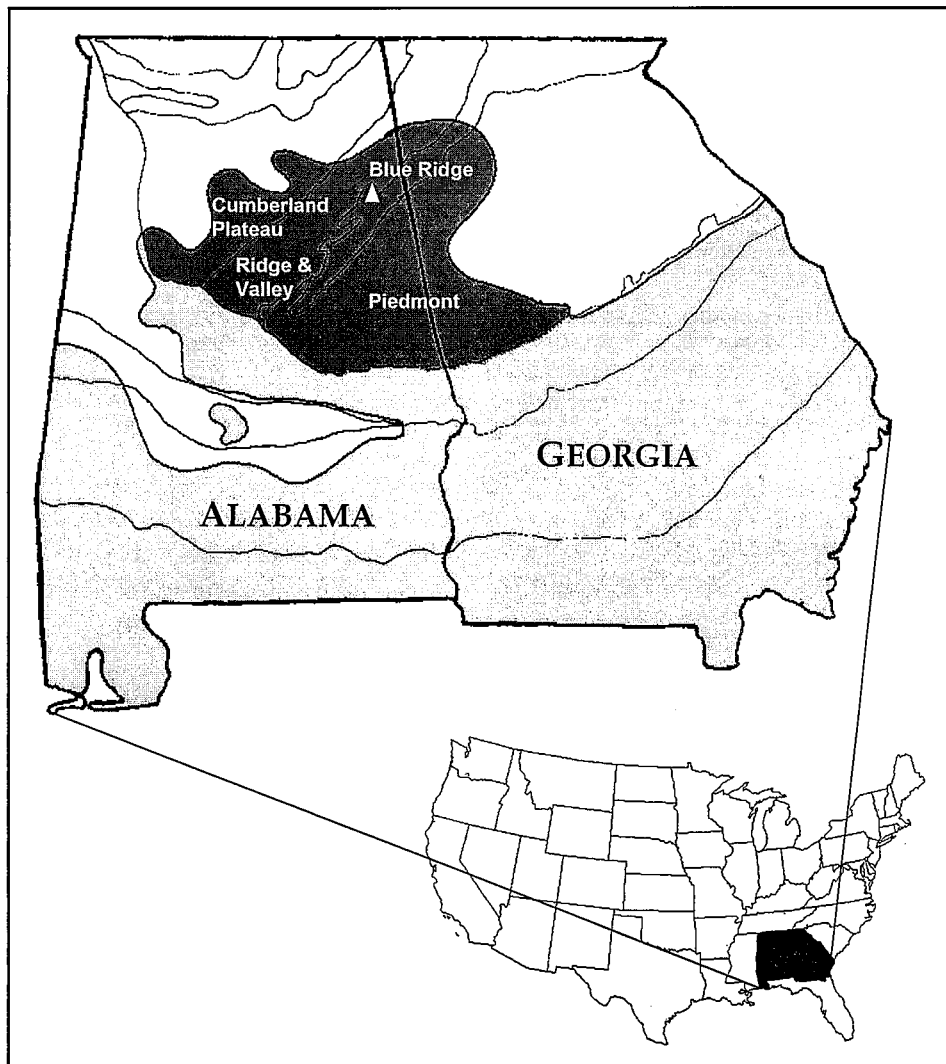 Blue Ridge
Cumberland
Plateau
Ridge &
Valley
Piedmont
GEORGIA
ALABAMA